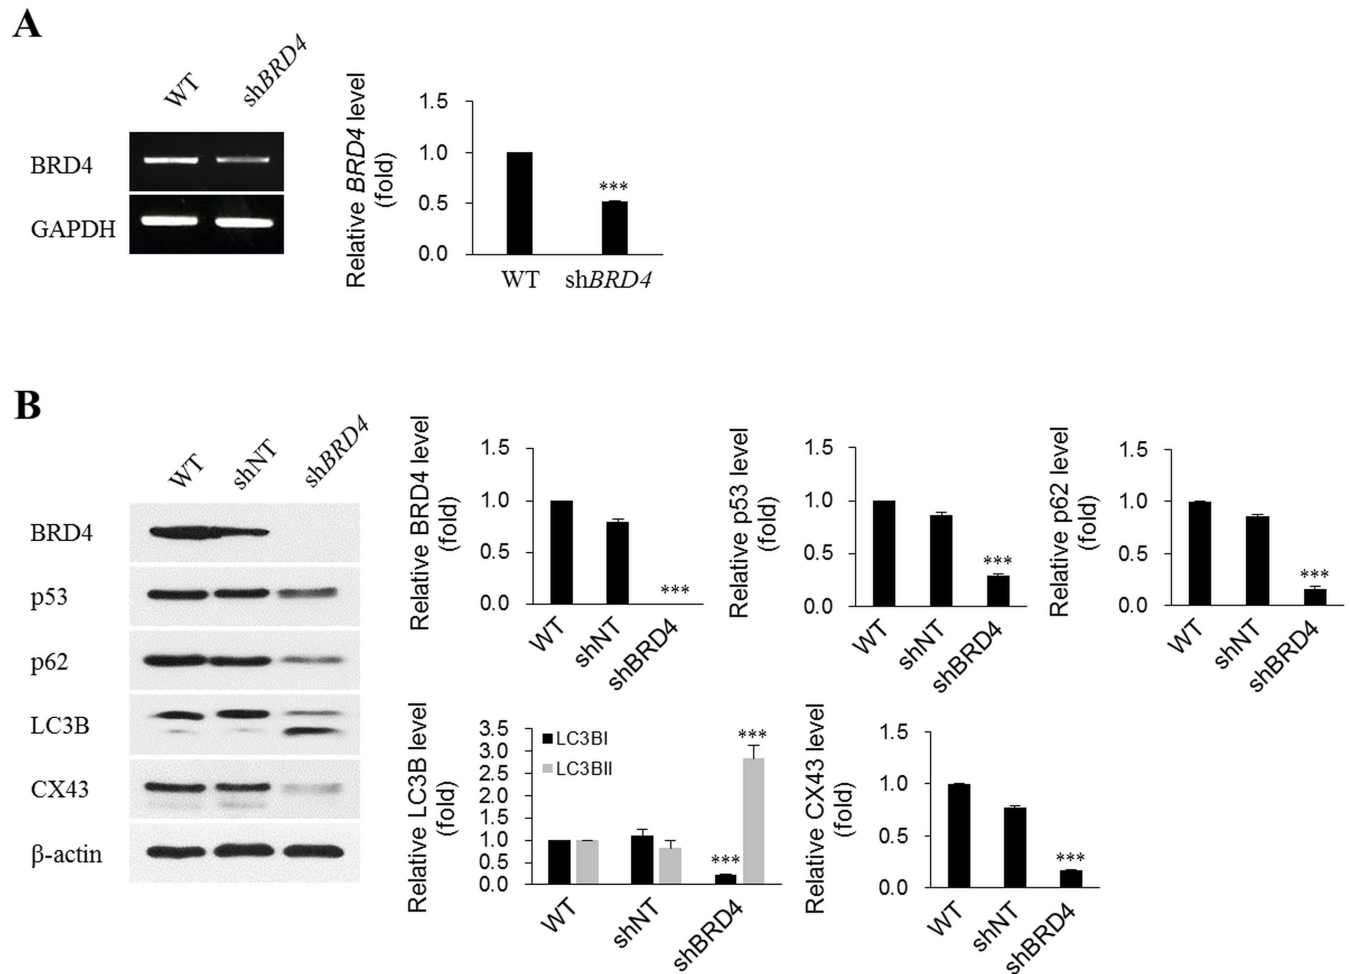 A
WT
shBRD4
BRD4
GAPDH
Relative BRD4 level
(fold)
1.5
1.0
0.5
0.0
***
WT
shBRD4
B
WT
shNT
shBRD4
BRD4
p53
p62
LC3B
CX43
β-actin
Relative BRD4 level
(fold)
1.5
1.0
0.5
0.0
***
WT
shNT
shBRD4
Relative p53 level
(fold)
1.5
1.0
0.5
0.0
***
WT
shNT
shBRD4
Relative p62 level
(fold)
1.5
1.0
0.5
0.0
***
WT
shNT
shBRD4
Relative LC3B level
(fold)
3.5
3.0
2.5
2.0
1.5
1.0
0.5
0.0
LC3BI
LC3BII
***
***
WT
shNT
shBRD4
Relative CX43 level
(fold)
1.5
1.0
0.5
0.0
***
WT
shNT
shBRD4